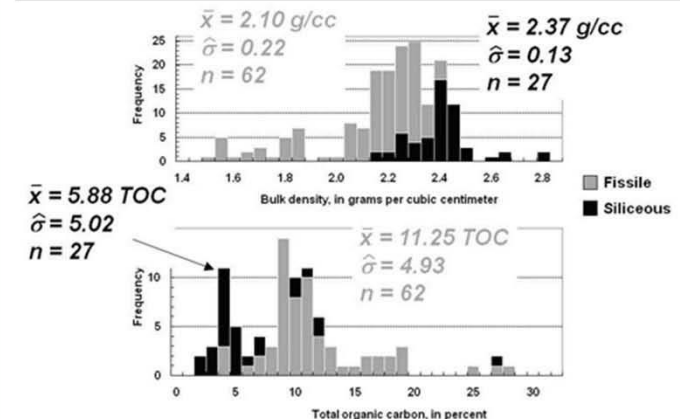 x̄ = 2.10 g/cc
σ̂ = 0.22
n = 62
x̄ = 2.37 g/cc
σ̂ = 0.13
n = 27
Frequency
25
20
15
10
5
0
1.4 1.6 1.8 2.0 2.2 2.4 2.6 2.8
Bulk density, in grams per cubic centimeter
Fissile
Siliceous
x̄ = 5.88 TOC
σ̂ = 5.02
n = 27
x̄ = 11.25 TOC
σ̂ = 4.93
n = 62
Frequency
10
5
0
0 5 10 15 20 25 30
Total organic carbon, in percent